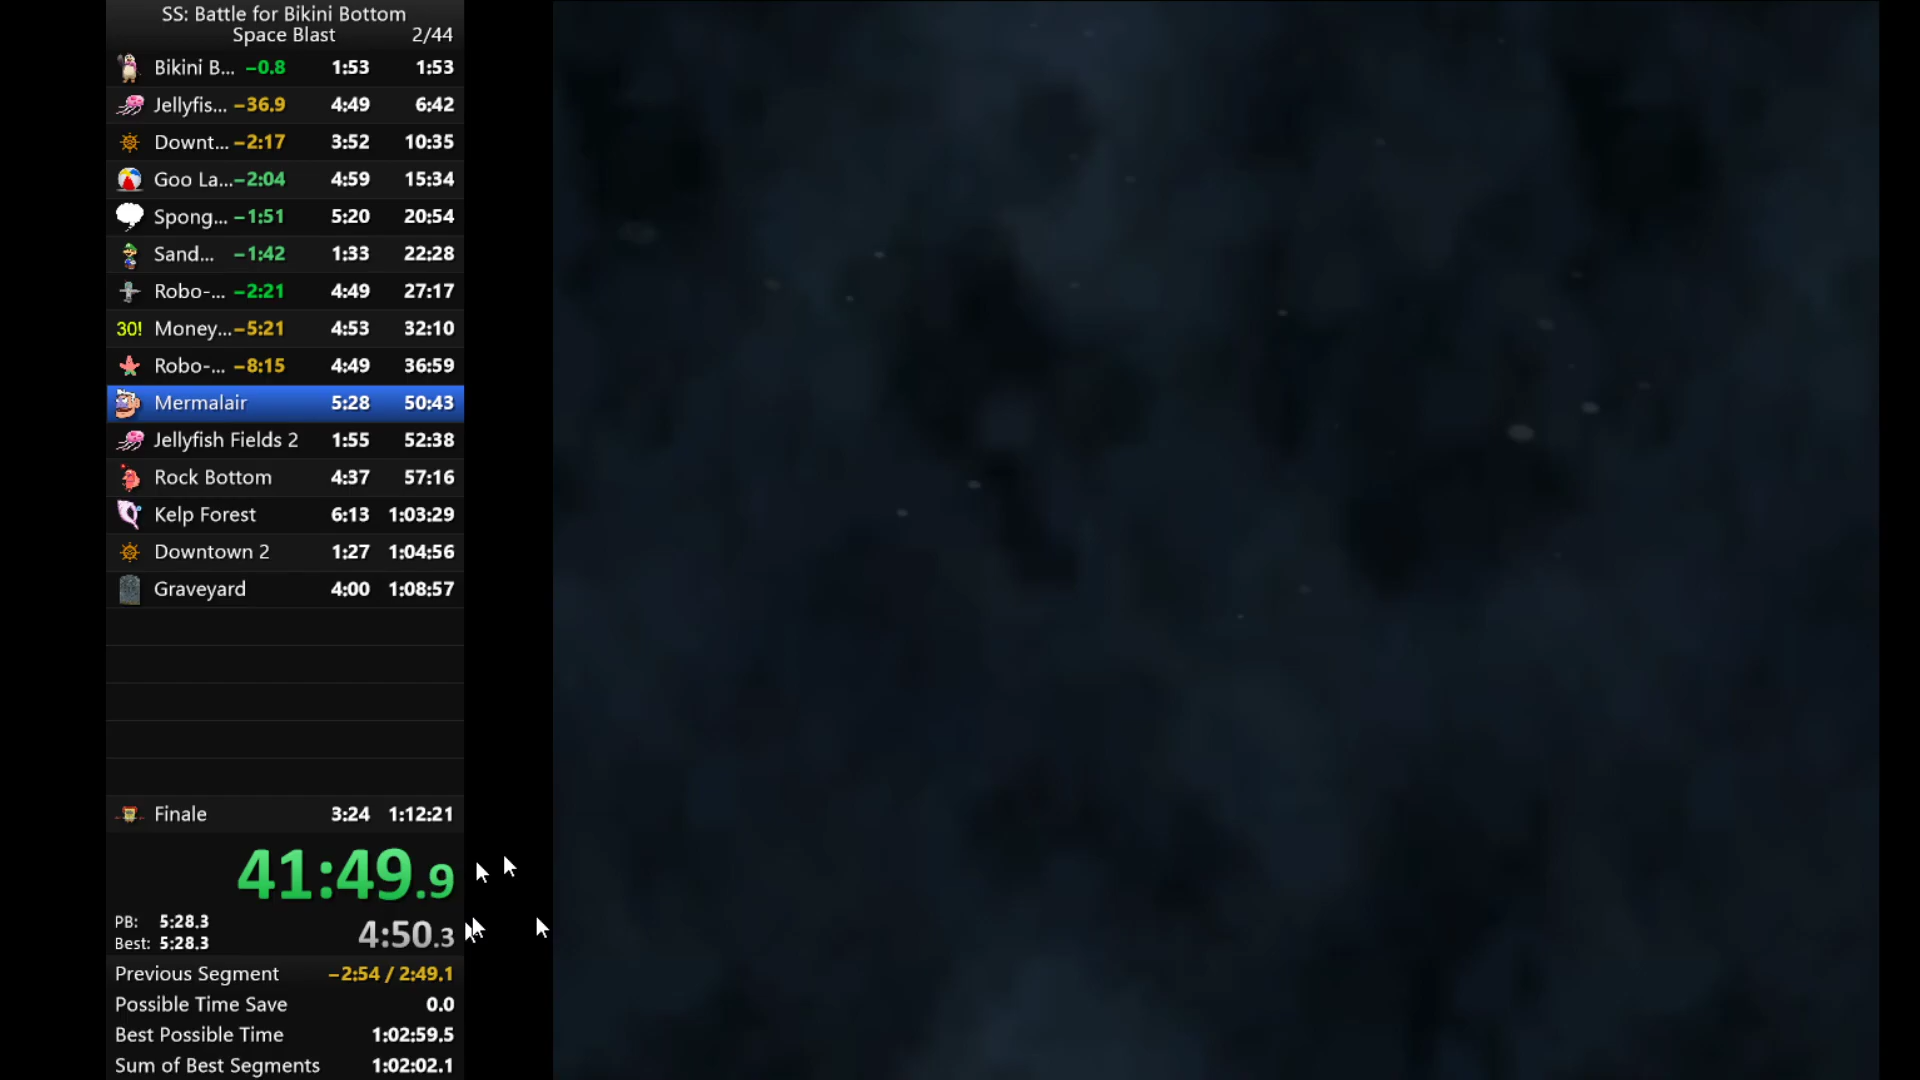 SS: Battle for Bikini Bottom
Space Blast 2/44
Bikini B... −0.8 1:53 1:53
Jellyfis... −36.9 4:49 6:42
Downt... −2:17 3:52 10:35
Goo La... −2:04 4:59 15:34
Spong... −1:51 5:20 20:54
Sand... −1:42 1:33 22:28
Robo-... −2:21 4:49 27:17
30! Money... −5:21 4:53 32:10
Robo-... −8:15 4:49 36:59
Mermalair 5:28 50:43
Jellyfish Fields 2 1:55 52:38
Rock Bottom 4:37 57:16
Kelp Forest 6:13 1:03:29
Downtown 2 1:27 1:04:56
Graveyard 4:00 1:08:57
Finale 3:24 1:12:21
41:49.9
PB: 5:28.3
Best: 5:28.3
4:50.3
Previous Segment −2:54 / 2:49.1
Possible Time Save 0.0
Best Possible Time 1:02:59.5
Sum of Best Segments 1:02:02.1